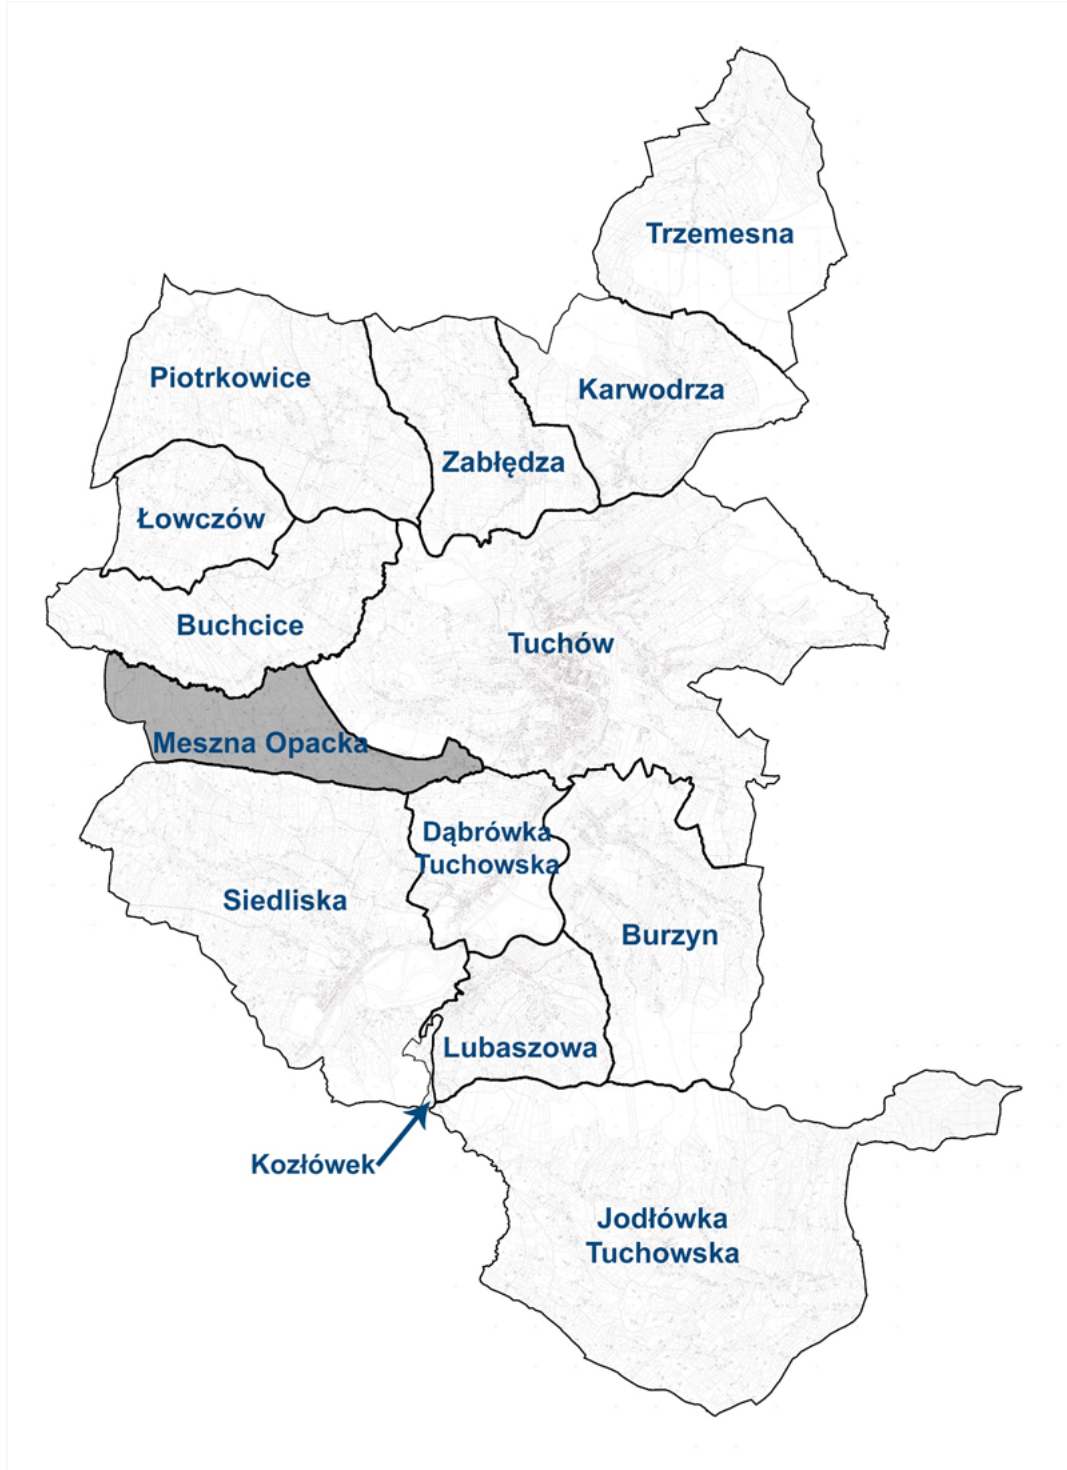 Trzemesna
Piotrkowice
Karwodrza
Zabłędza
Łowczów
Buchcice
Tuchów
Meszna Opacka
Dąbrówka
Tuchowska
Siedliska
Burzyn
Lubaszowa
Kozłówek
Jodłówka
Tuchowska